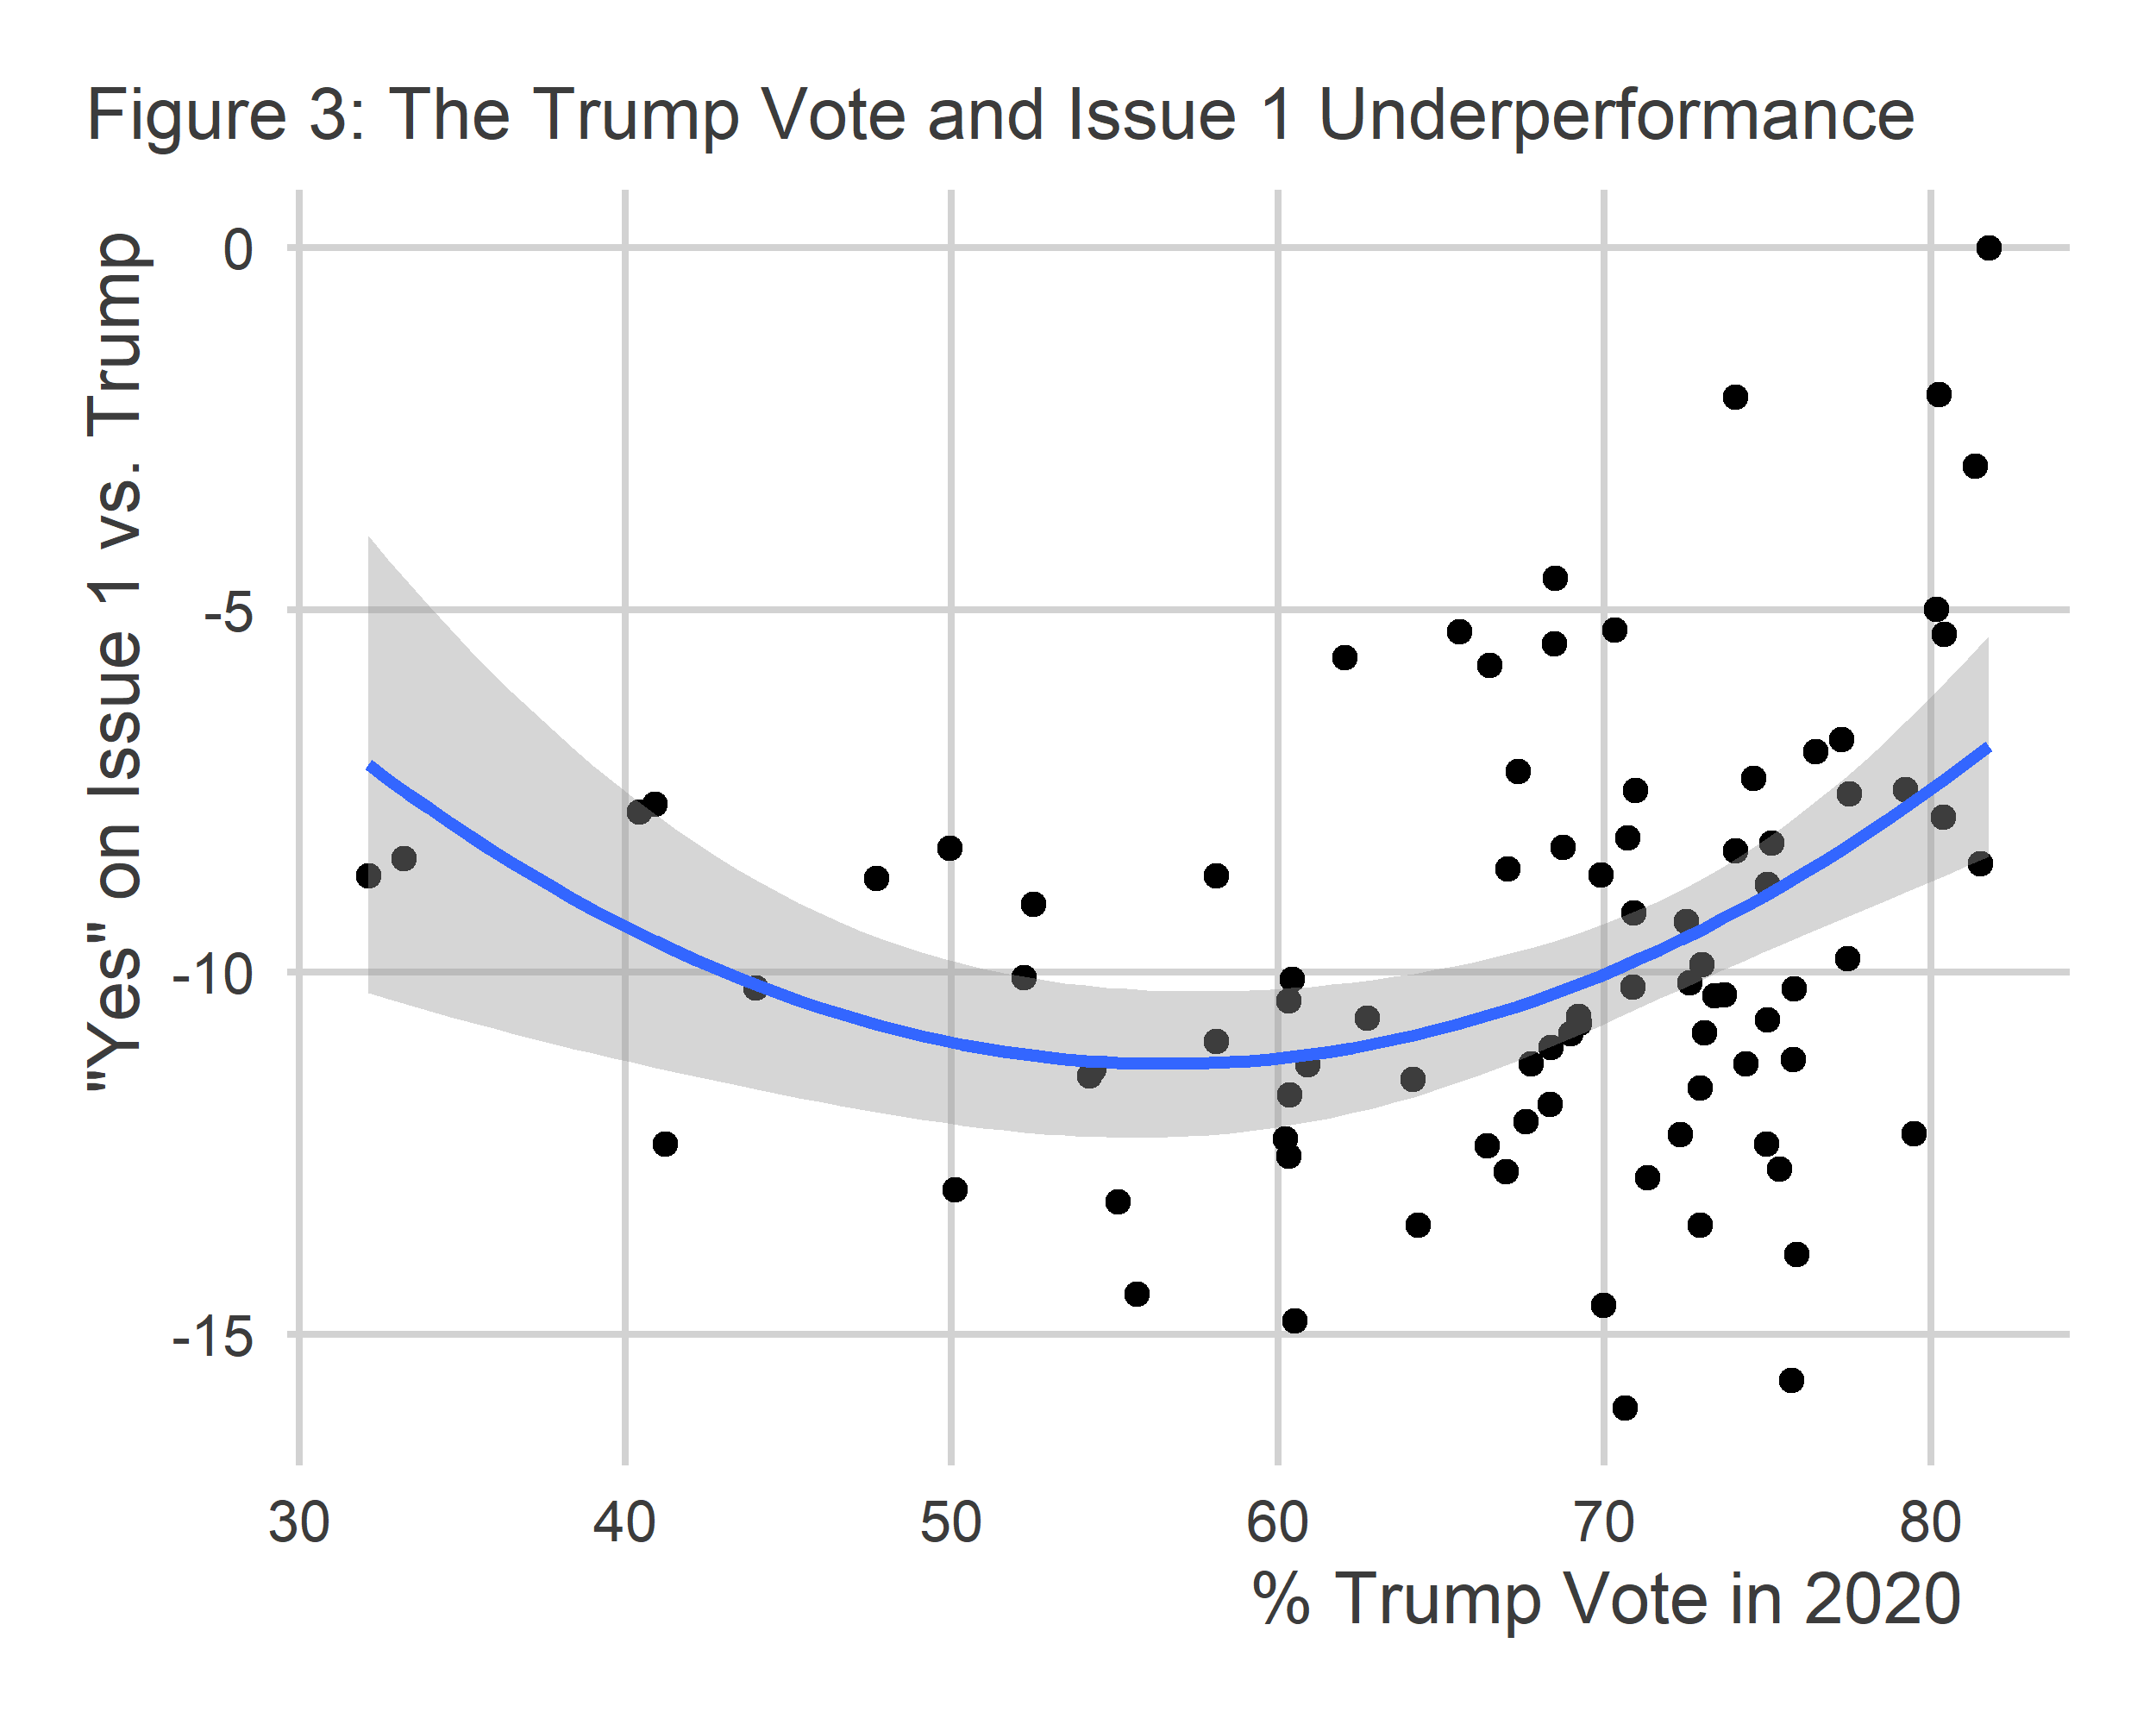 Figure 3: The Trump Vote and Issue 1 Underperformance
"Yes" on Issue 1 vs. Trump
0
-5
-10
-15
30 40 50 60 70 80
% Trump Vote in 2020